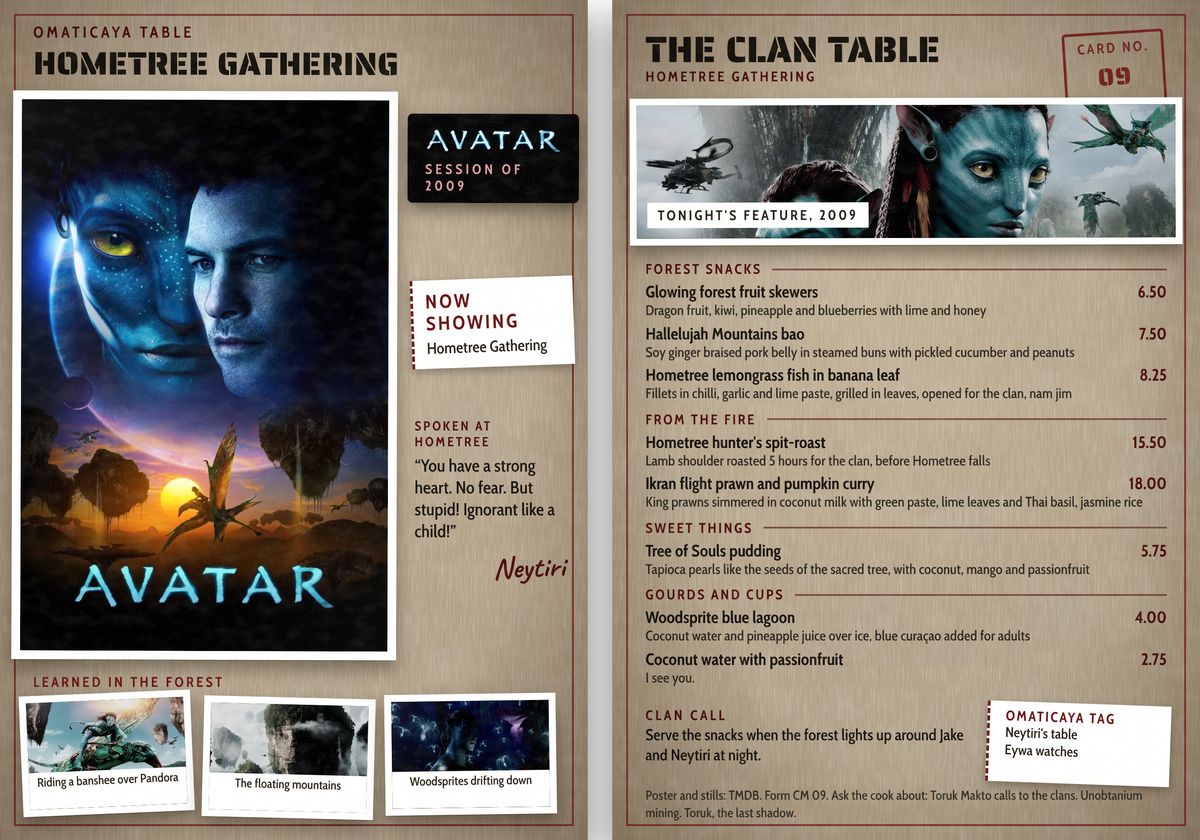 OMATICAYA TABLE
HOMETREE GATHERING
AVATAR
SESSION OF
2009
NOW
SHOWING
Hometree Gathering
SPOKEN AT
HOMETREE
“You have a strong
heart. No fear. But
stupid! Ignorant like a
child!”
Neytiri
AVATAR
LEARNED IN THE FOREST
Riding a banshee over Pandora
The floating mountains
Woodsprites drifting down
THE CLAN TABLE
HOMETREE GATHERING
CARD NO.
09
TONIGHT'S FEATURE, 2009
FOREST SNACKS
Glowing forest fruit skewers 6.50
Dragon fruit, kiwi, pineapple and blueberries with lime and honey
Hallelujah Mountains bao 7.50
Soy ginger braised pork belly in steamed buns with pickled cucumber and peanuts
Hometree lemongrass fish in banana leaf 8.25
Fillets in chilli, garlic and lime paste, grilled in leaves, opened for the clan, nam jim
FROM THE FIRE
Hometree hunter's spit-roast 15.50
Lamb shoulder roasted 5 hours for the clan, before Hometree falls
Ikran flight prawn and pumpkin curry 18.00
King prawns simmered in coconut milk with green paste, lime leaves and Thai basil, jasmine rice
SWEET THINGS
Tree of Souls pudding 5.75
Tapioca pearls like the seeds of the sacred tree, with coconut, mango and passionfruit
GOURDS AND CUPS
Woodsprite blue lagoon 4.00
Coconut water and pineapple juice over ice, blue curaçao added for adults
Coconut water with passionfruit 2.75
I see you.
CLAN CALL
Serve the snacks when the forest lights up around Jake
and Neytiri at night.
OMATICAYA TAG
Neytiri's table
Eywa watches
Poster and stills: TMDB. Form CM 09. Ask the cook about: Toruk Makto calls to the clans. Unobtanium
mining. Toruk, the last shadow.